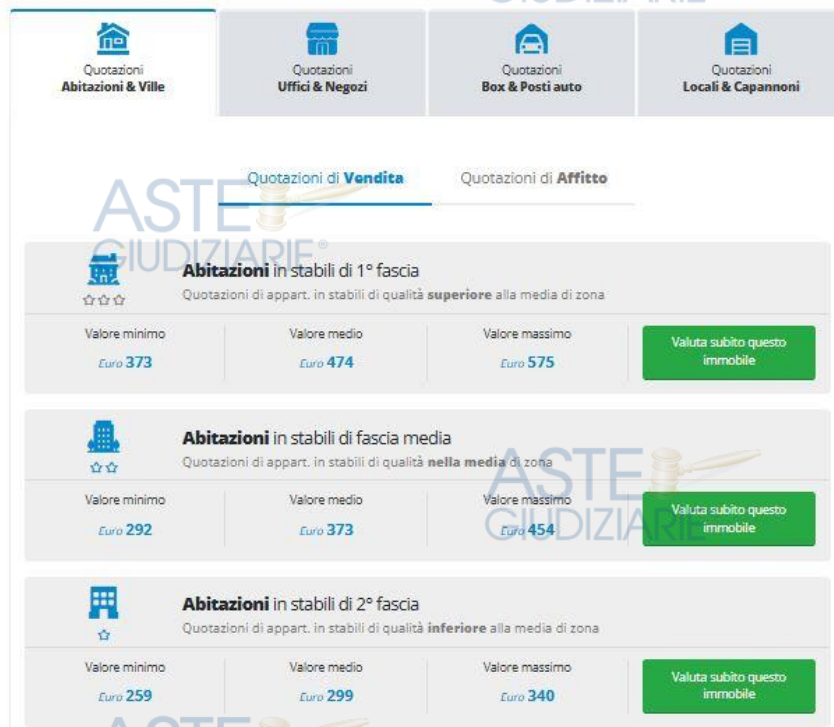 Quotazioni
Abitazioni & Ville
Quotazioni
Uffici & Negozi
Quotazioni
Box & Posti auto
Quotazioni
Locali & Capannoni
Quotazioni di Vendita
Quotazioni di Affitto
ASTE
GIUDIZIARIE®
Abitazioni in stabili di 1° fascia
Quotazioni di appart. in stabili di qualità superiore alla media di zona
Valore minimo
Valore medio
Valore massimo
Euro 373
Euro 474
Euro 575
Valuta subito questo
immobile
Abitazioni in stabili di fascia media
Quotazioni di appart. in stabili di qualità nella media di zona
Valore minimo
Valore medio
Valore massimo
Euro 292
Euro 373
Euro 454
Valuta subito questo
immobile
ASTE
GIUDIZIARIE
Abitazioni in stabili di 2° fascia
Quotazioni di appart. in stabili di qualità inferiore alla media di zona
Valore minimo
Valore medio
Valore massimo
Euro 259
Euro 299
Euro 340
Valuta subito questo
immobile